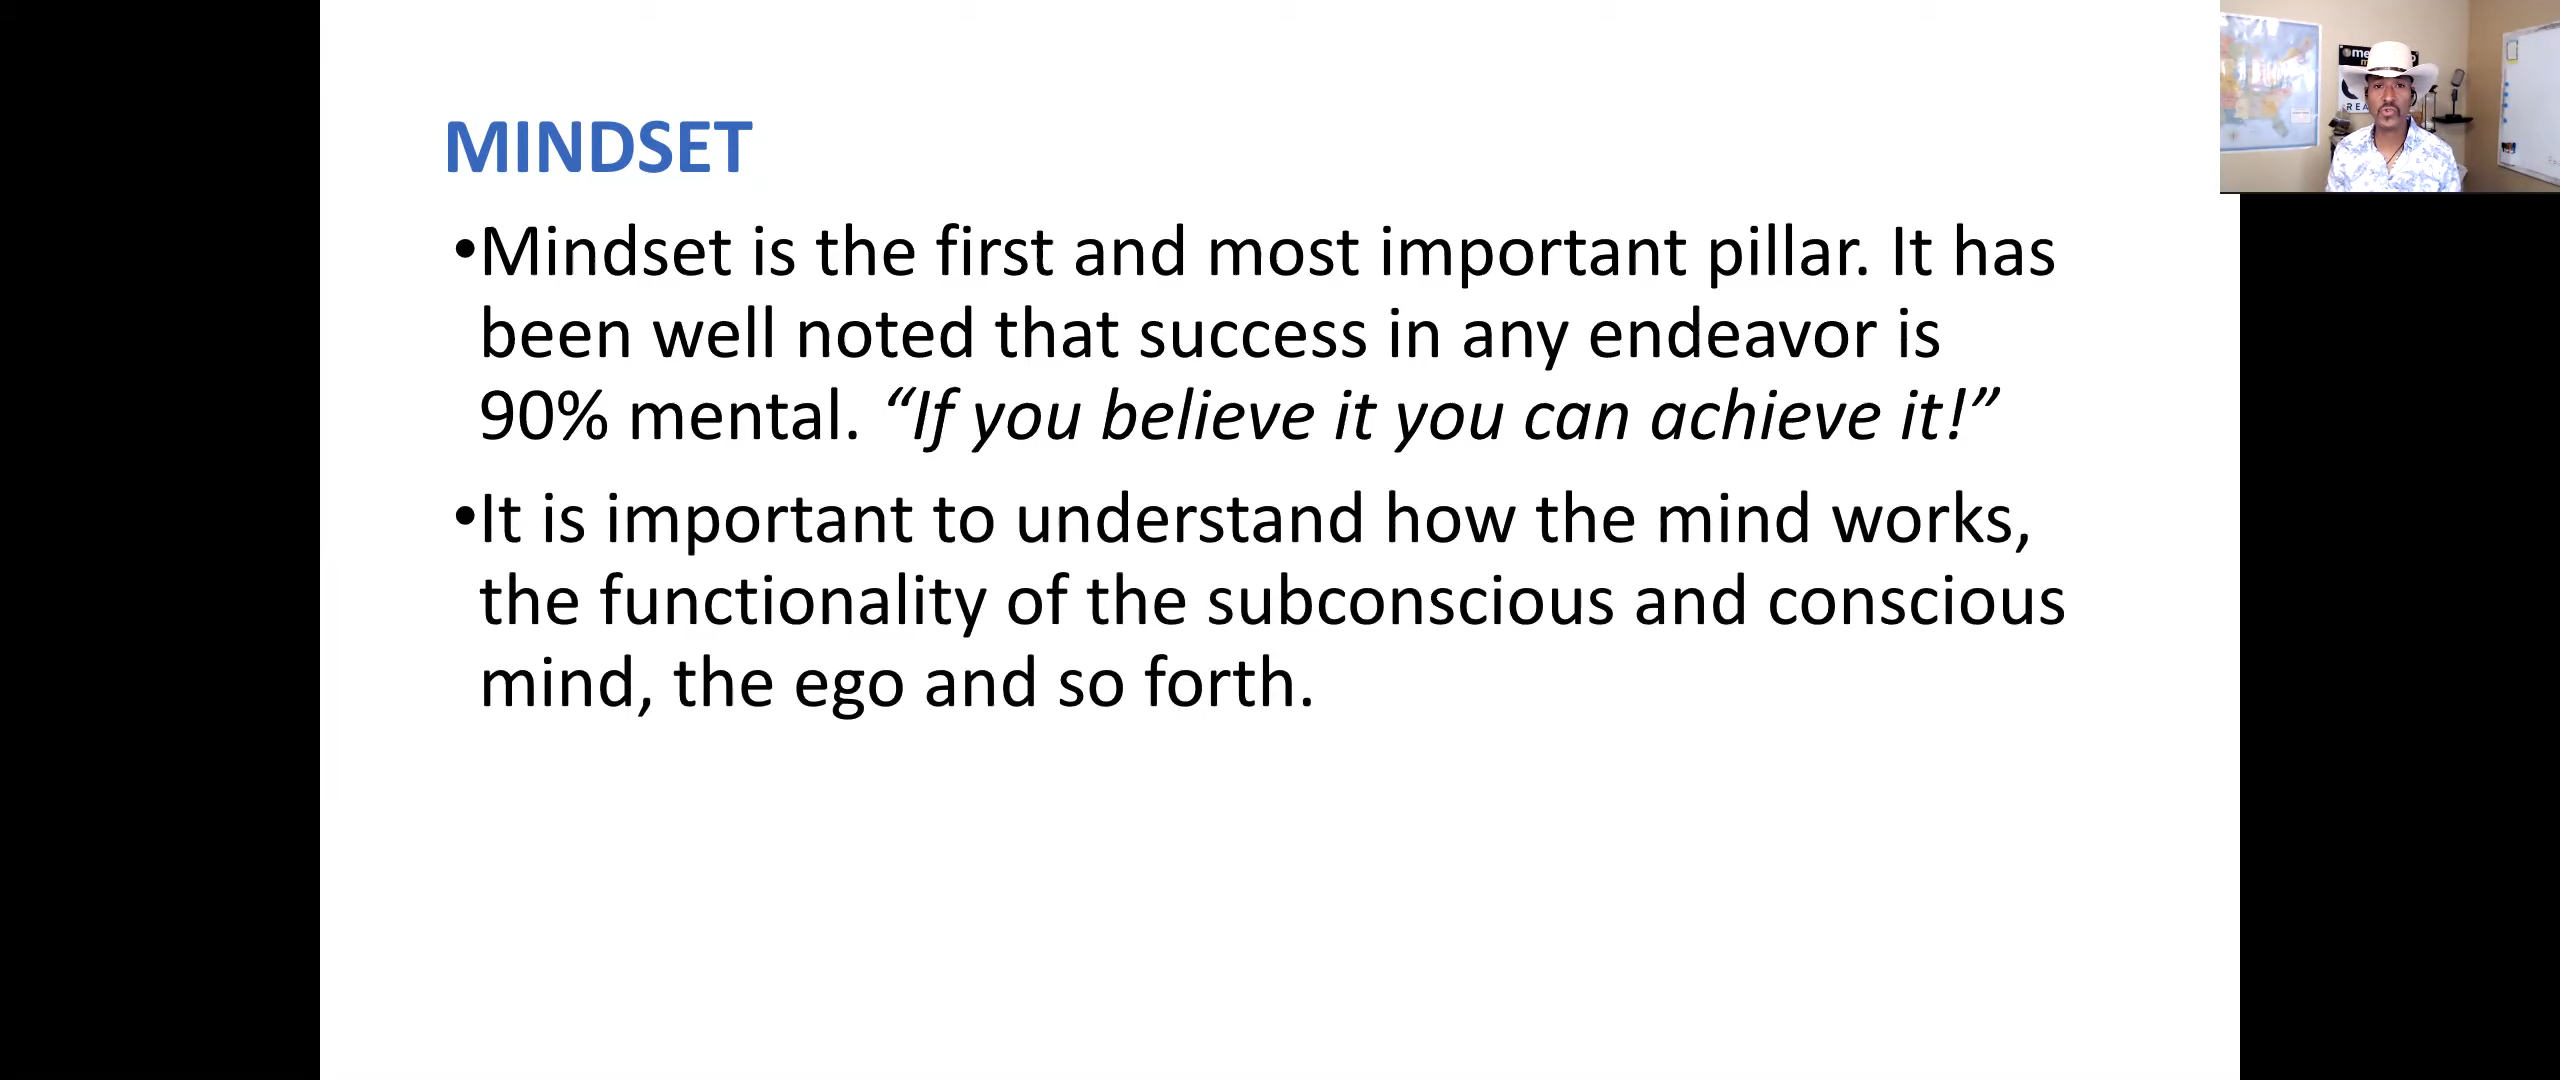 MINDSET
•Mindset is the first and most important pillar. It has
been well noted that success in any endeavor is
90% mental. “If you believe it you can achieve it!”
•It is important to understand how the mind works,
the functionality of the subconscious and conscious
mind, the ego and so forth.